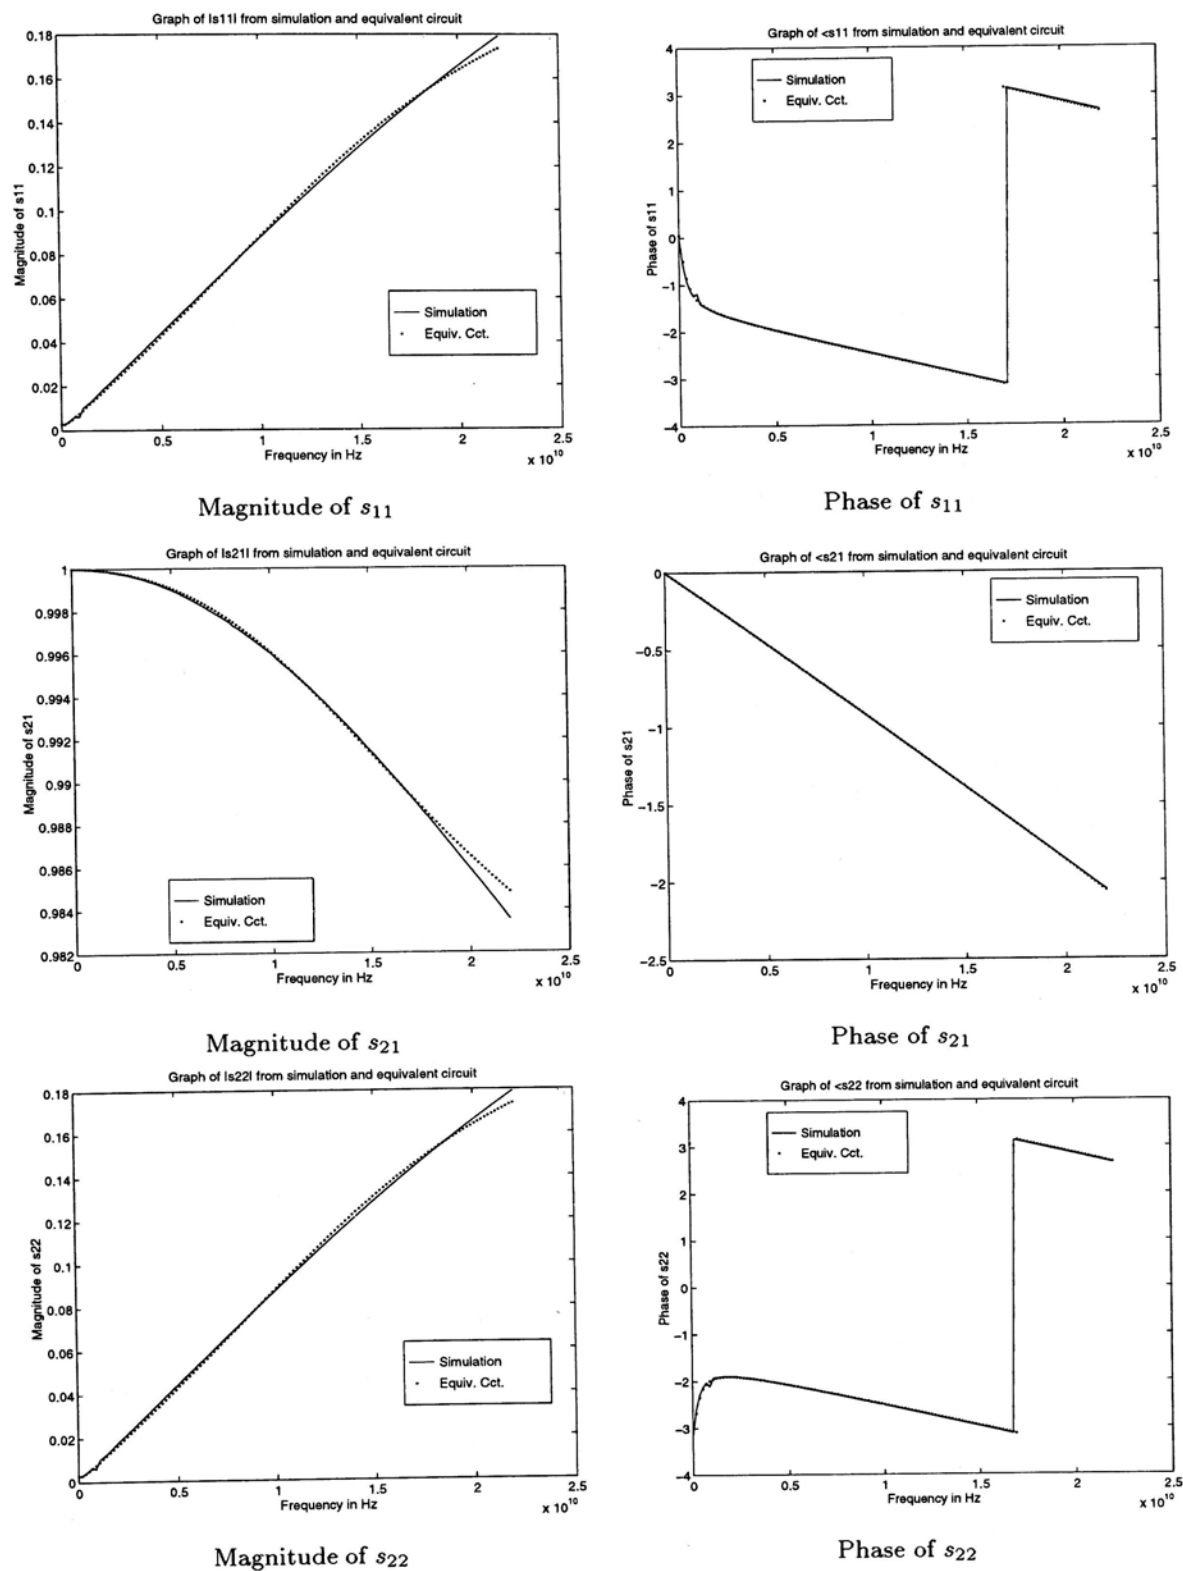 Graph of |s11| from simulation and equivalent circuit
0.18
0.16
0.14
0.12
0.1
0.08
0.06
0.04
0.02
0
Magnitude of s11
Simulation
Equiv. Cct.
0 0.5 1 1.5 2 2.5
Frequency in Hz
x 10^10
Magnitude of s11
Graph of <s11 from simulation and equivalent circuit
4
3
2
1
0
−1
−2
−3
−4
Phase of s11
Simulation
Equiv. Cct.
0 0.5 1 1.5 2 2.5
Frequency in Hz
x 10^10
Phase of s11
Graph of |s21| from simulation and equivalent circuit
1
0.998
0.996
0.994
0.992
0.99
0.988
0.986
0.984
0.982
Magnitude of s21
Simulation
Equiv. Cct.
0 0.5 1 1.5 2 2.5
Frequency in Hz
x 10^10
Magnitude of s21
Graph of <s21 from simulation and equivalent circuit
0
−0.5
−1
−1.5
−2
−2.5
Phase of s21
Simulation
Equiv. Cct.
0 0.5 1 1.5 2 2.5
Frequency in Hz
x 10^10
Phase of s21
Graph of |s22| from simulation and equivalent circuit
0.18
0.16
0.14
0.12
0.1
0.08
0.06
0.04
0.02
0
Magnitude of s22
Simulation
Equiv. Cct.
0 0.5 1 1.5 2 2.5
Frequency in Hz
x 10^10
Magnitude of s22
Graph of <s22 from simulation and equivalent circuit
4
3
2
1
0
−1
−2
−3
−4
Phase of s22
Simulation
Equiv. Cct.
0 0.5 1 1.5 2 2.5
Frequency in Hz
x 10^10
Phase of s22